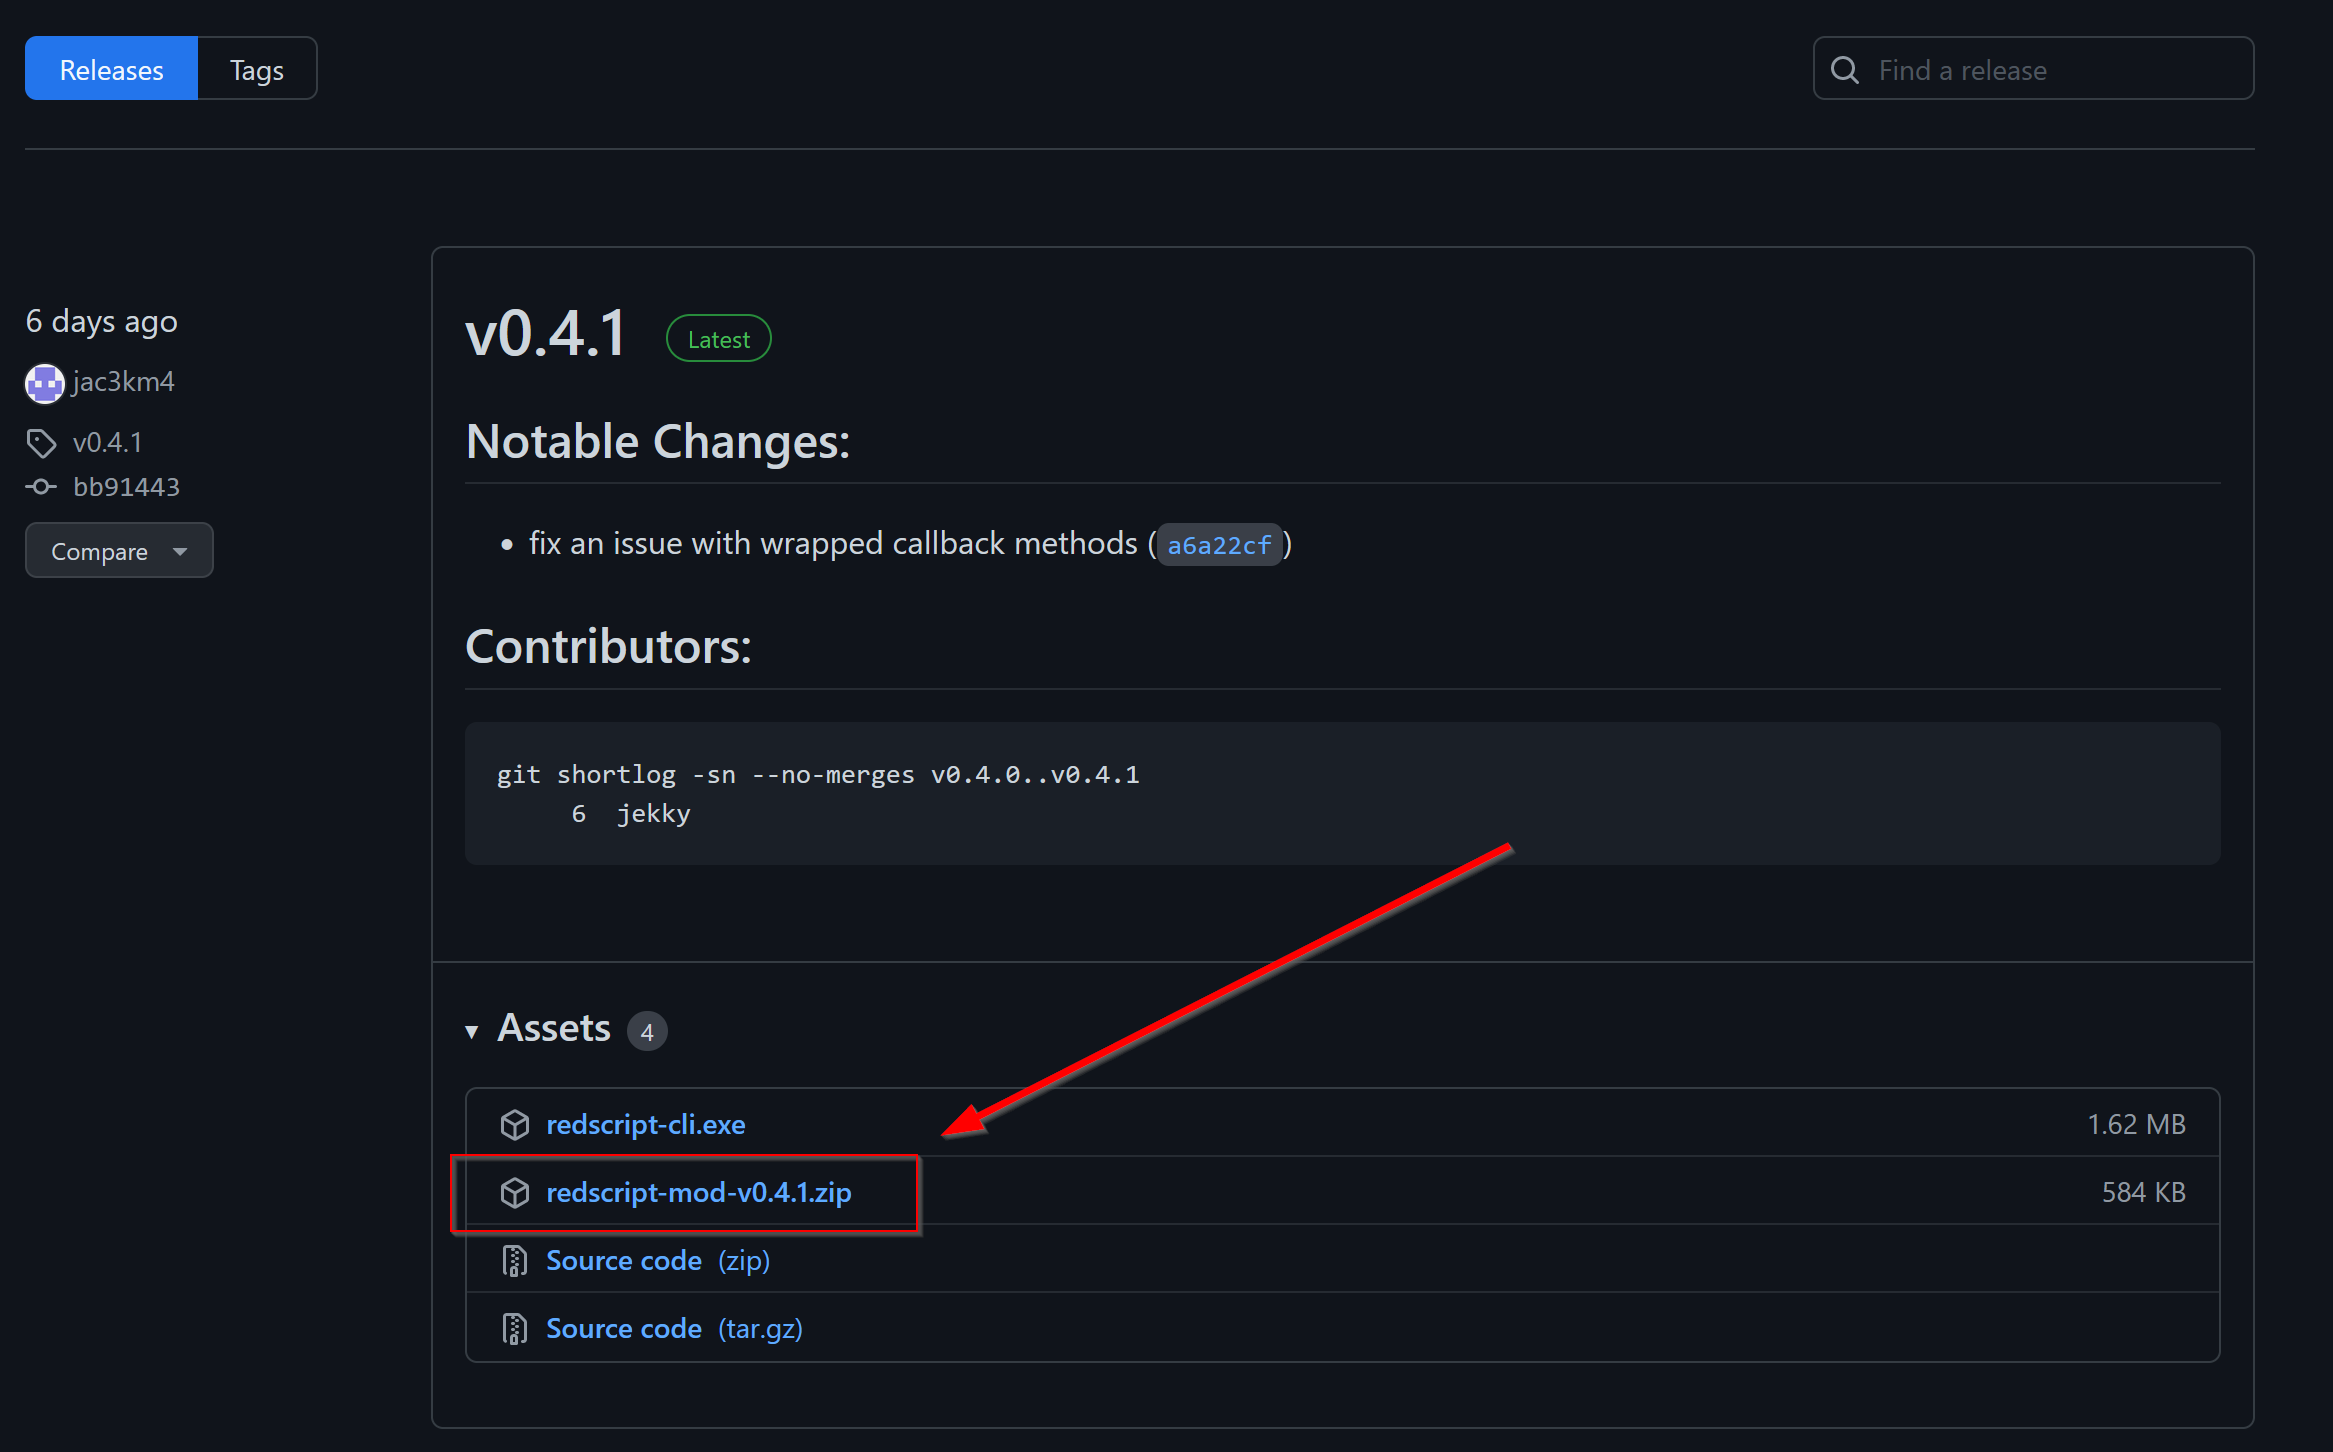 Releases
Tags
Find a release
6 days ago
jac3km4
v0.4.1
bb91443
Compare
v0.4.1 Latest
Notable Changes:
• fix an issue with wrapped callback methods (a6a22cf)
Contributors:
git shortlog -sn --no-merges v0.4.0..v0.4.1
6 jekky
Assets 4
redscript-cli.exe 1.62 MB
redscript-mod-v0.4.1.zip 584 KB
Source code (zip)
Source code (tar.gz)